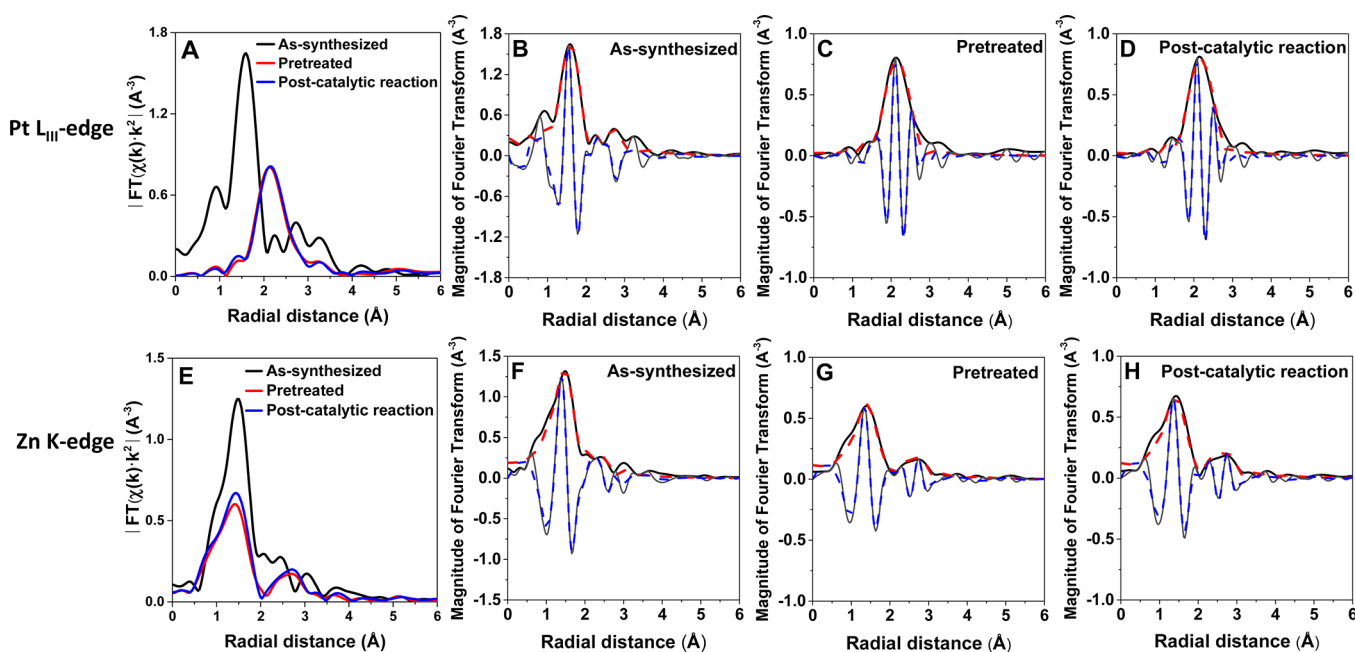 Pt LIII-edge
A
As-synthesized
Pretreated
Post-catalytic reaction
| FT(χ(k)·k²| (A⁻³)
1.8
1.2
0.6
0.0
0 1 2 3 4 5 6
Radial distance (Å)
B As-synthesized
Magnitude of Fourier Transform (A⁻³)
1.8
1.2
0.6
0.0
-0.6
-1.2
-1.8
0 1 2 3 4 5 6
Radial distance (Å)
C Pretreated
Magnitude of Fourier Transform (A⁻³)
1.0
0.5
0.0
-0.5
-1.0
0 1 2 3 4 5 6
Radial distance (Å)
D Post-catalytic reaction
Magnitude of Fourier Transform (A⁻³)
1.0
0.5
0.0
-0.5
-1.0
0 1 2 3 4 5 6
Radial distance (Å)
Zn K-edge
E
As-synthesized
Pretreated
Post-catalytic reaction
| FT(χ(k)·k²| (A⁻³)
1.5
1.0
0.5
0.0
0 1 2 3 4 5 6
Radial distance (Å)
F As-synthesized
Magnitude of Fourier Transform (A⁻³)
1.5
1.0
0.5
0.0
-0.5
-1.0
-1.5
0 1 2 3 4 5 6
Radial distance (Å)
G Pretreated
Magnitude of Fourier Transform (A⁻³)
1.0
0.5
0.0
-0.5
-1.0
0 1 2 3 4 5 6
Radial distance (Å)
H Post-catalytic reaction
Magnitude of Fourier Transform (A⁻³)
1.0
0.5
0.0
-0.5
-1.0
0 1 2 3 4 5 6
Radial distance (Å)